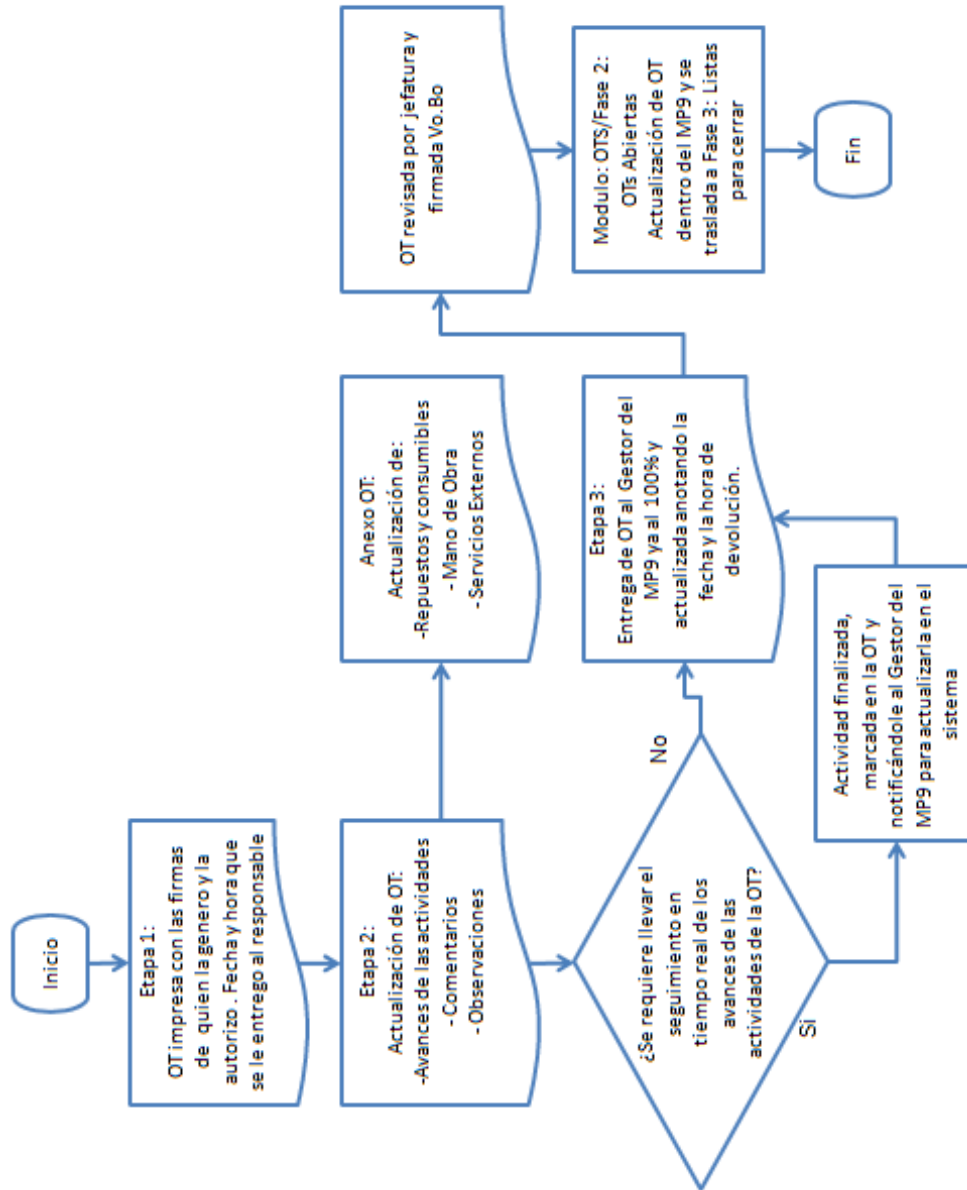 Inicio
Etapa 1:
OT impresa con las firmas
de quien la genero y la
autorizo . Fecha y hora que
se le entrego al responsable
Etapa 2:
Actualización de OT:
-Avances de las actividades
- Comentarios
- Observaciones
Anexo OT:
Actualización de:
-Repuestos y consumibles
- Mano de Obra
- Servicios Externos
¿Se requiere llevar el
seguimiento en
tiempo real de los
avances de las
actividades de la OT?
No
Si
Actividad finalizada,
marcada en la OT y
notificándole al Gestor del
MP9 para actualizarla en el
sistema
Etapa 3:
Entrega de OT al Gestor del
MP9 ya al 100% y
actualizada anotando la
fecha y la hora de
devolución.
OT revisada por jefatura y
firmada Vo.Bo
Modulo: OTS/Fase 2:
OTs Abiertas
Actualización de OT
dentro del MP9 y se
traslada a Fase 3: Listas
para cerrar
Fin